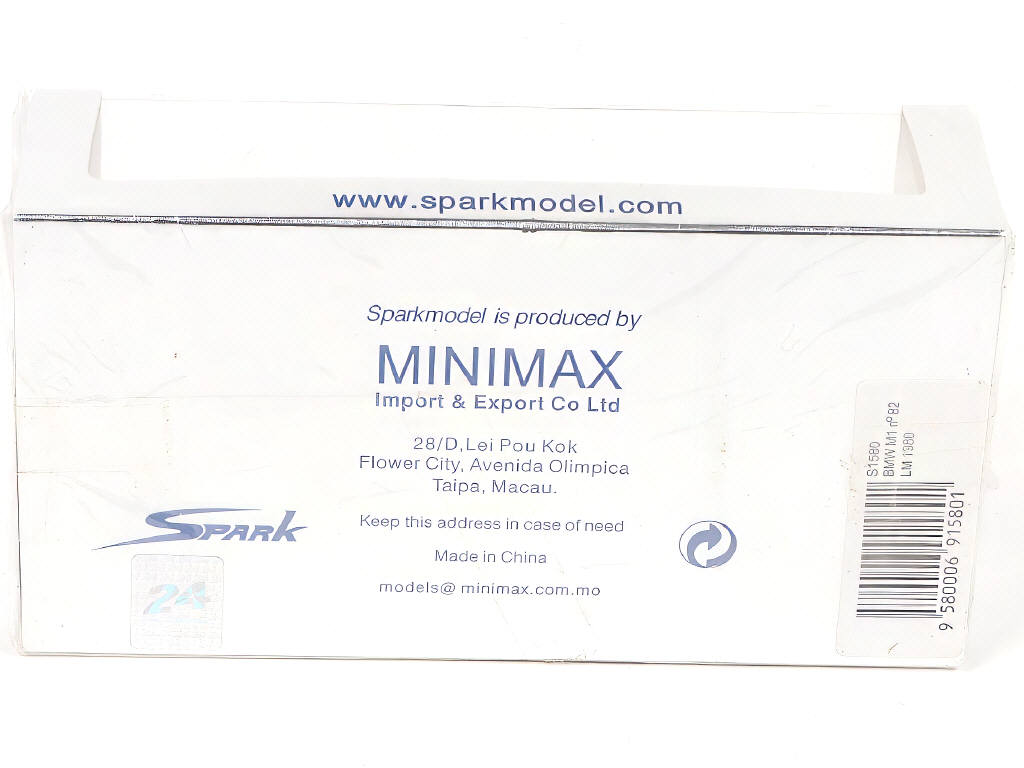 www.sparkmodel.com
Sparkmodel is produced by
MINIMAX
Import & Export Co Ltd
28/D,Lei Pou Kok
Flower City, Avenida Olimpica
Taipa, Macau.
Keep this address in case of need
Made in China
models@ minimax.com.mo
SPARK
24
S1580
BMW M1 nº82
LM 1980
9 580006 915801